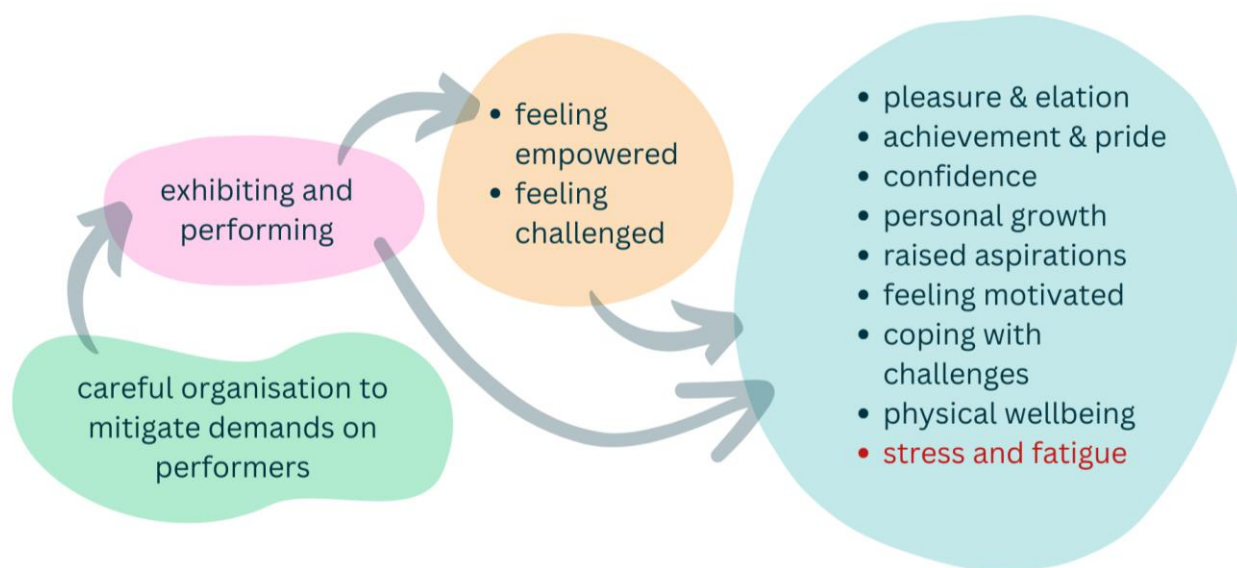 careful organisation to
mitigate demands on
performers
exhibiting and
performing
• feeling
empowered
• feeling
challenged
• pleasure & elation
• achievement & pride
• confidence
• personal growth
• raised aspirations
• feeling motivated
• coping with
challenges
• physical wellbeing
• stress and fatigue